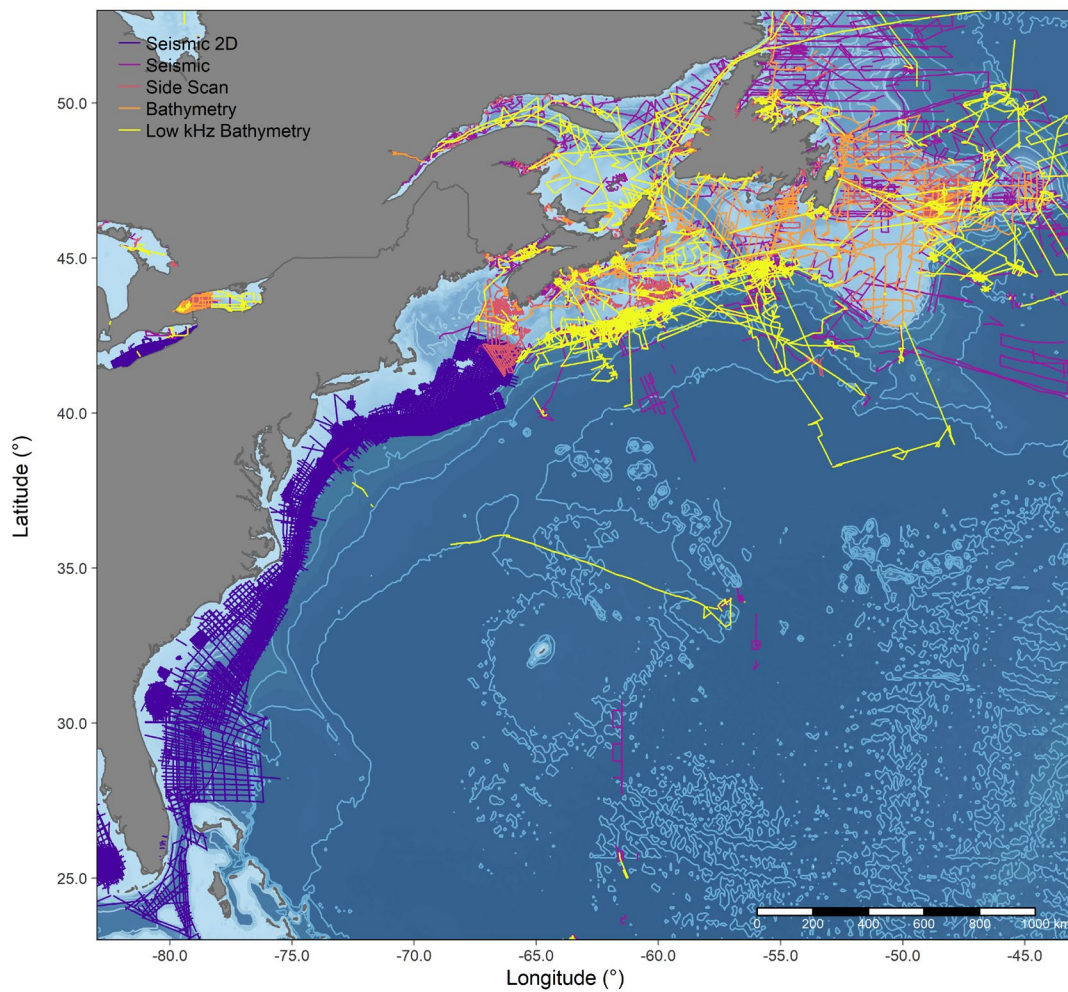 Seismic 2D
Seismic
Side Scan
Bathymetry
Low kHz Bathymetry
50.0
45.0
40.0
35.0
30.0
25.0
Latitude (°)
0 200 400 600 800 1000 km
-80.0 -75.0 -70.0 -65.0 -60.0 -55.0 -50.0 -45.0
Longitude (°)